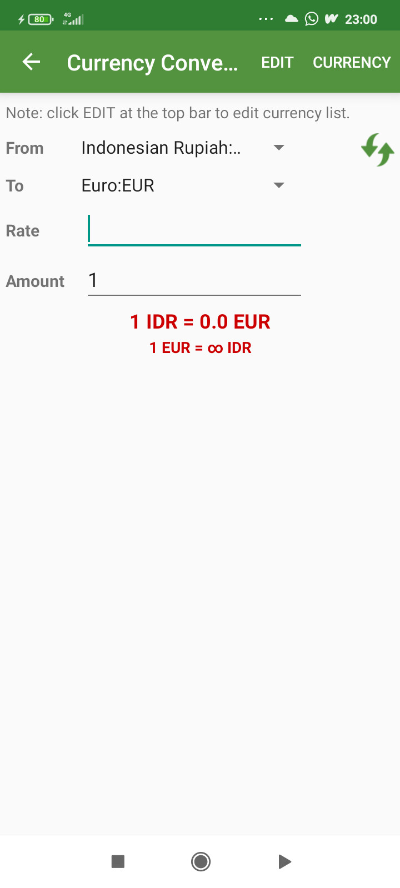 80 4G 23:00
Currency Conve... EDIT CURRENCY
Note: click EDIT at the top bar to edit currency list.
From Indonesian Rupiah:..
To Euro:EUR
Rate
Amount 1
1 IDR = 0.0 EUR
1 EUR = ∞ IDR